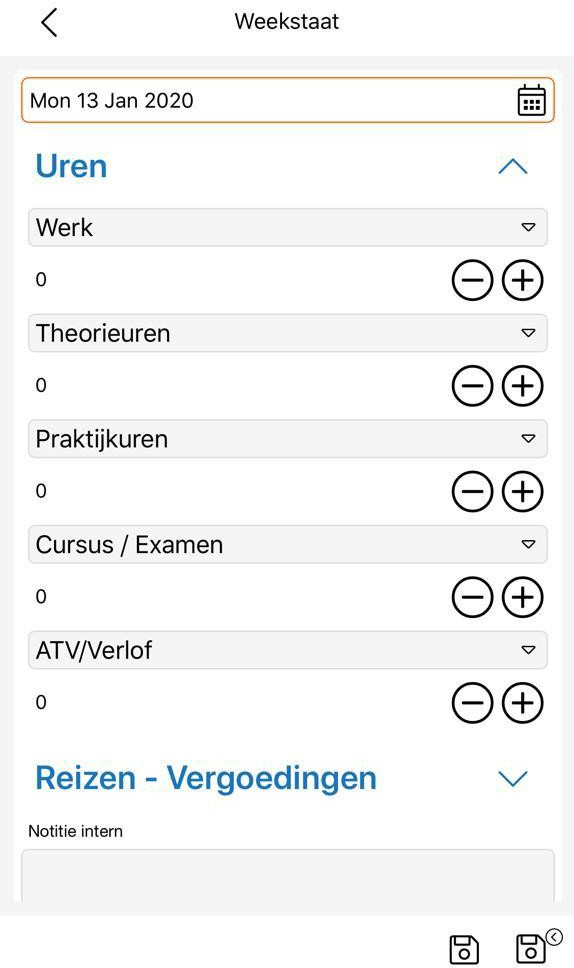 Weekstaat
Mon 13 Jan 2020
Uren
Werk
0
Theorieuren
0
Praktijkuren
0
Cursus / Examen
0
ATV/Verlof
0
Reizen - Vergoedingen
Notitie intern